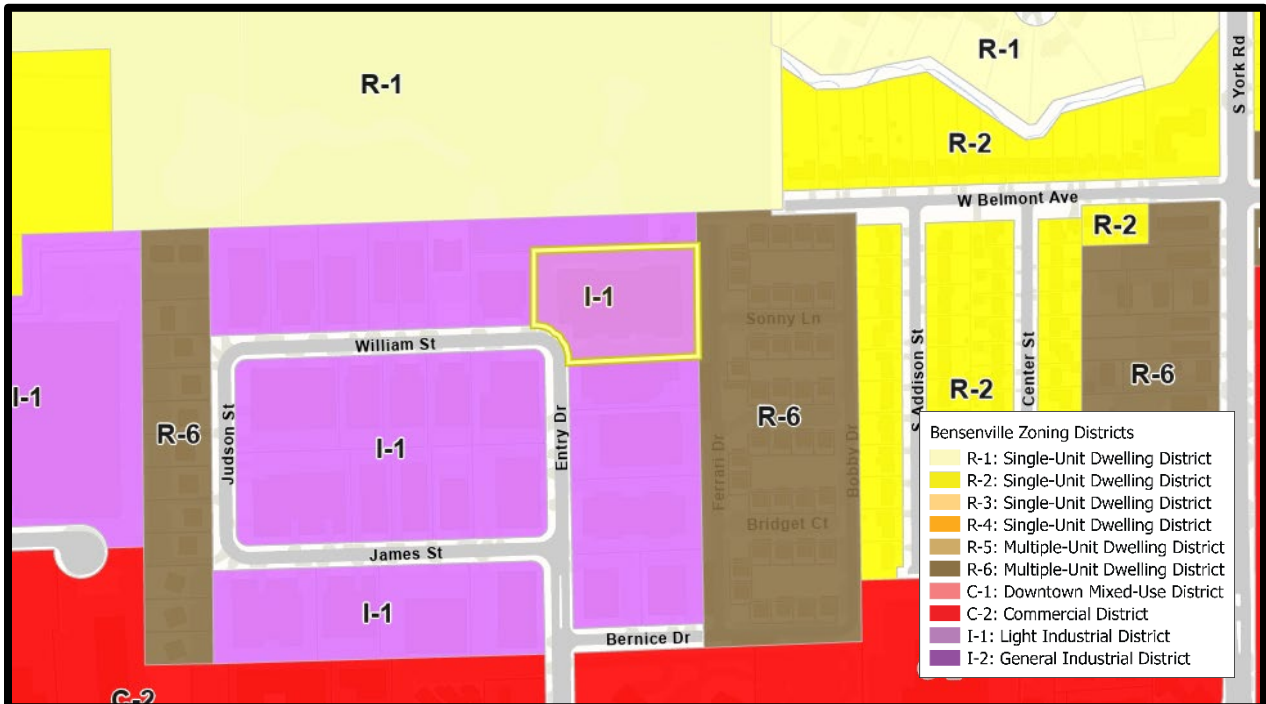 R-1
R-1
S York Rd
R-2
W Belmont Ave
R-2
I-1
Sonny Ln
William St
S Addison St
Center St
I-1
R-6
R-2
R-6
R-6
Judson St
I-1
Entry Dr
Ferrari Dr
Bobby Dr
Bridget Ct
James St
I-1
Bernice Dr
C-2
Bensenville Zoning Districts
R-1: Single-Unit Dwelling District
R-2: Single-Unit Dwelling District
R-3: Single-Unit Dwelling District
R-4: Single-Unit Dwelling District
R-5: Multiple-Unit Dwelling District
R-6: Multiple-Unit Dwelling District
C-1: Downtown Mixed-Use District
C-2: Commercial District
I-1: Light Industrial District
I-2: General Industrial District